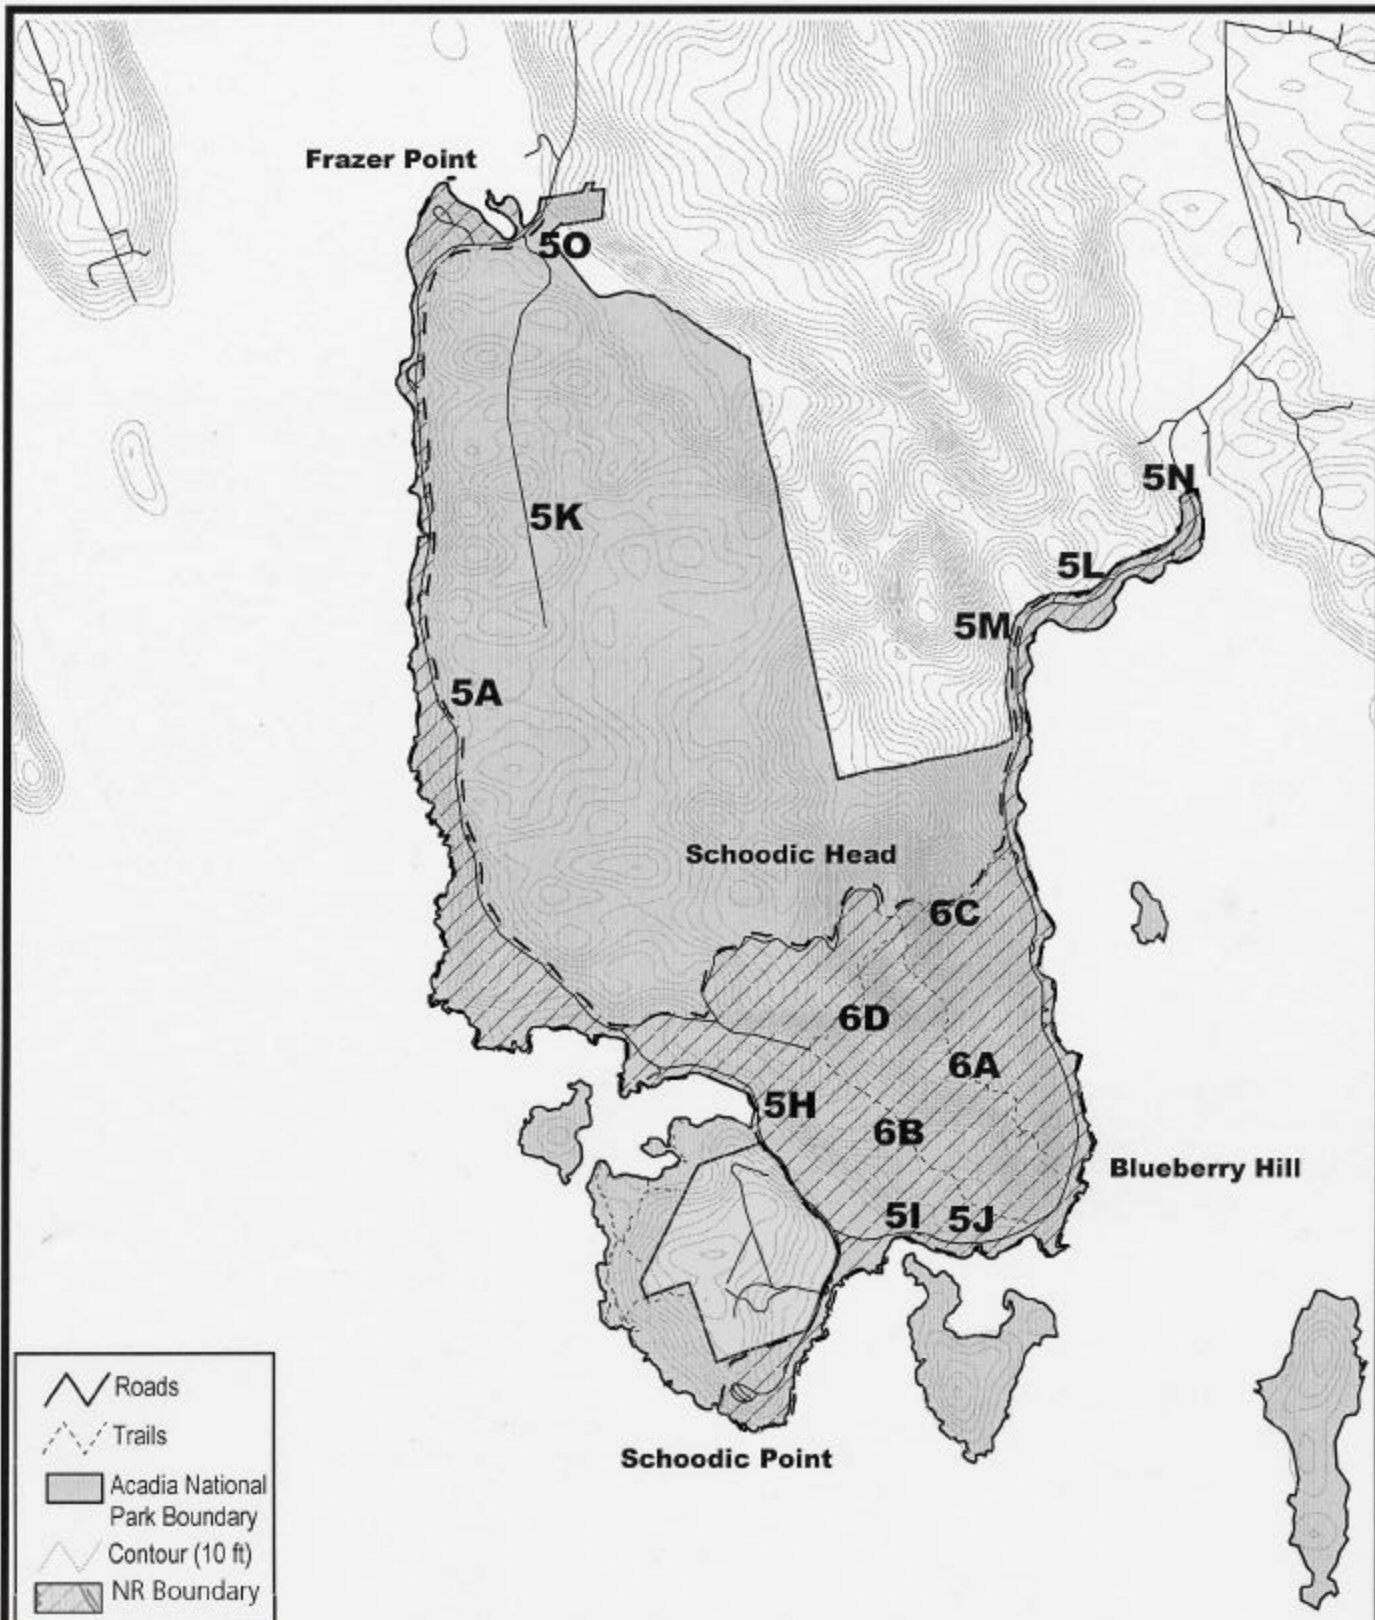 Frazer Point
5O
5N
5K
5L
5M
5A
Schoodic Head
6C
6D
6A
5H
6B
Blueberry Hill
5I
5J
Schoodic Point
Roads
Trails
Acadia National
Park Boundary
Contour (10 ft)
NR Boundary